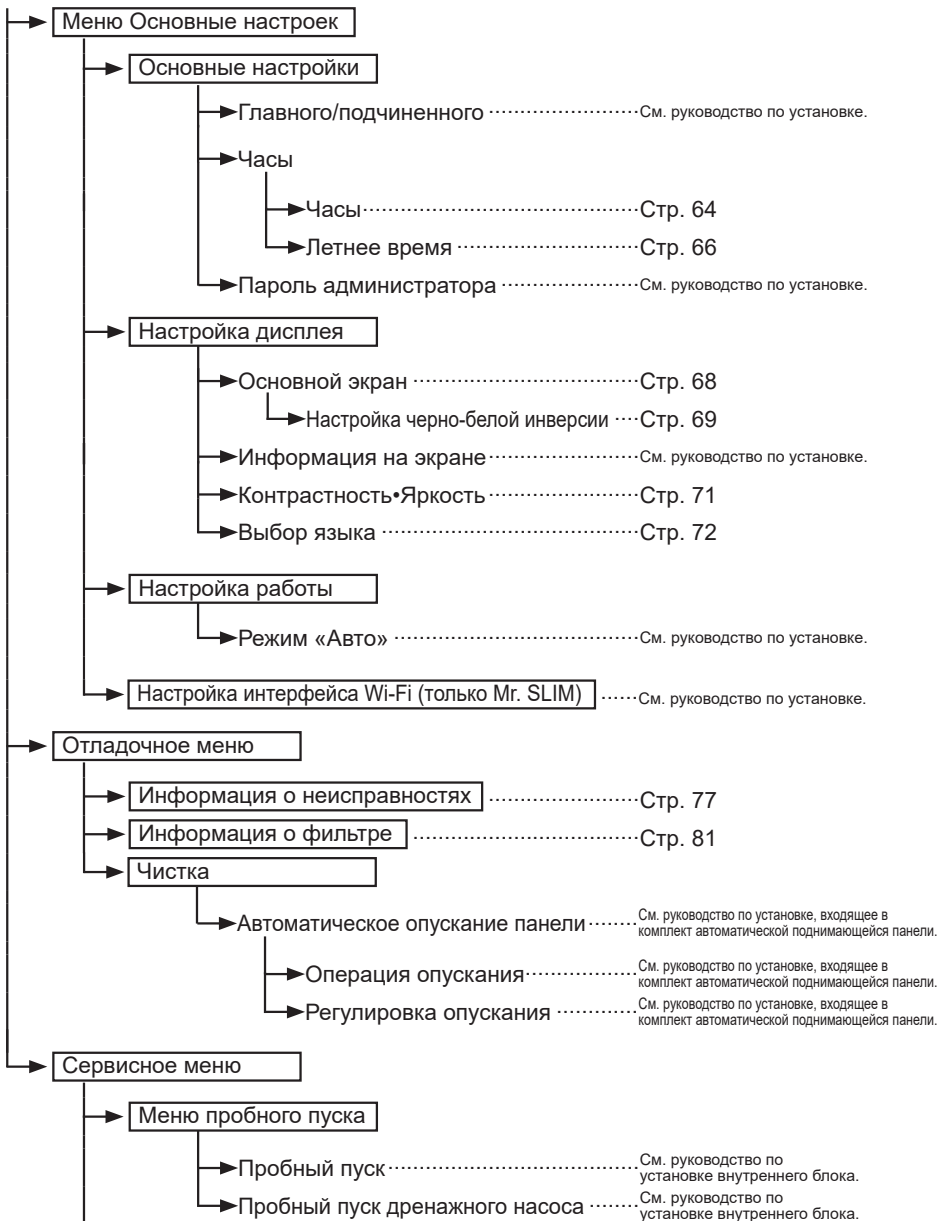 Меню Основные настроек
Основные настройки
Главного/подчиненного ························ См. руководство по установке.
Часы
Часы ························ Стр. 64
Летнее время ························ Стр. 66
Пароль администратора ························ См. руководство по установке.
Настройка дисплея
Основной экран ························ Стр. 68
Настройка черно-белой инверсии ···· Стр. 69
Информация на экране ························ См. руководство по установке.
Контрастность•Яркость ························ Стр. 71
Выбор языка ························ Стр. 72
Настройка работы
Режим «Авто» ························ См. руководство по установке.
Настройка интерфейса Wi-Fi (только Mr. SLIM) ······ См. руководство по установке.
Отладочное меню
Информация о неисправностях ························ Стр. 77
Информация о фильтре ························ Стр. 81
Чистка
Автоматическое опускание панели ········ См. руководство по установке, входящее в
комплект автоматической поднимающейся панели.
Операция опускания ················ См. руководство по установке, входящее в
комплект автоматической поднимающейся панели.
Регулировка опускания ············ См. руководство по установке, входящее в
комплект автоматической поднимающейся панели.
Сервисное меню
Меню пробного пуска
Пробный пуск ························ См. руководство по
установке внутреннего блока.
Пробный пуск дренажного насоса ········ См. руководство по
установке внутреннего блока.